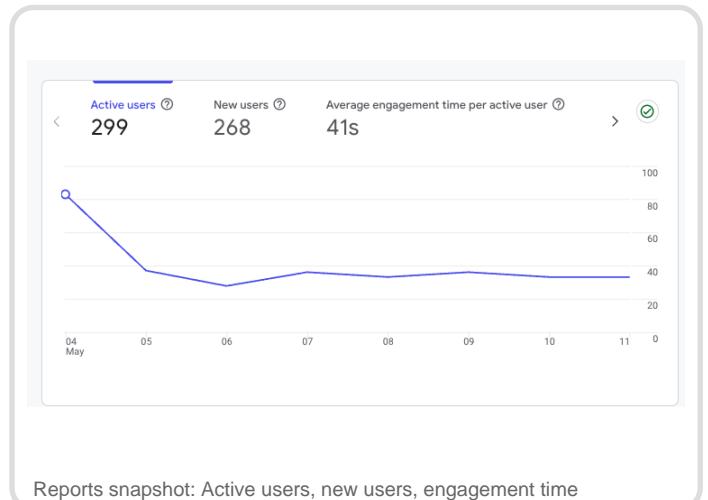 Active users New users Average engagement time per active user
299 268 41s
100
80
60
40
20
0
04 05 06 07 08 09 10 11
May
Reports snapshot: Active users, new users, engagement time